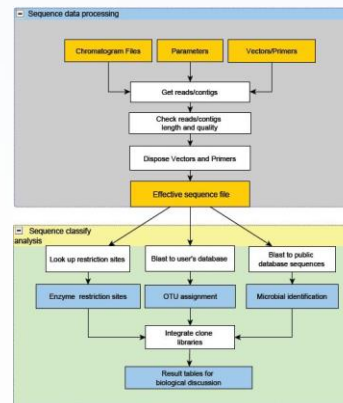 Sequence data processing
Chromatogram Files
Parameters
Vectors/Primers
Get reads/contigs
Check reads/contigs
length and quality
Dispose Vectors and Primers
Effective sequence file
Sequence classify
analysis
Look up restriction sites
Blast to user's database
Blast to public
database sequences
Enzyme restriction sites
OTU assignment
Microbial identification
Integrate clone
libraries
Result tables for
biological discussion